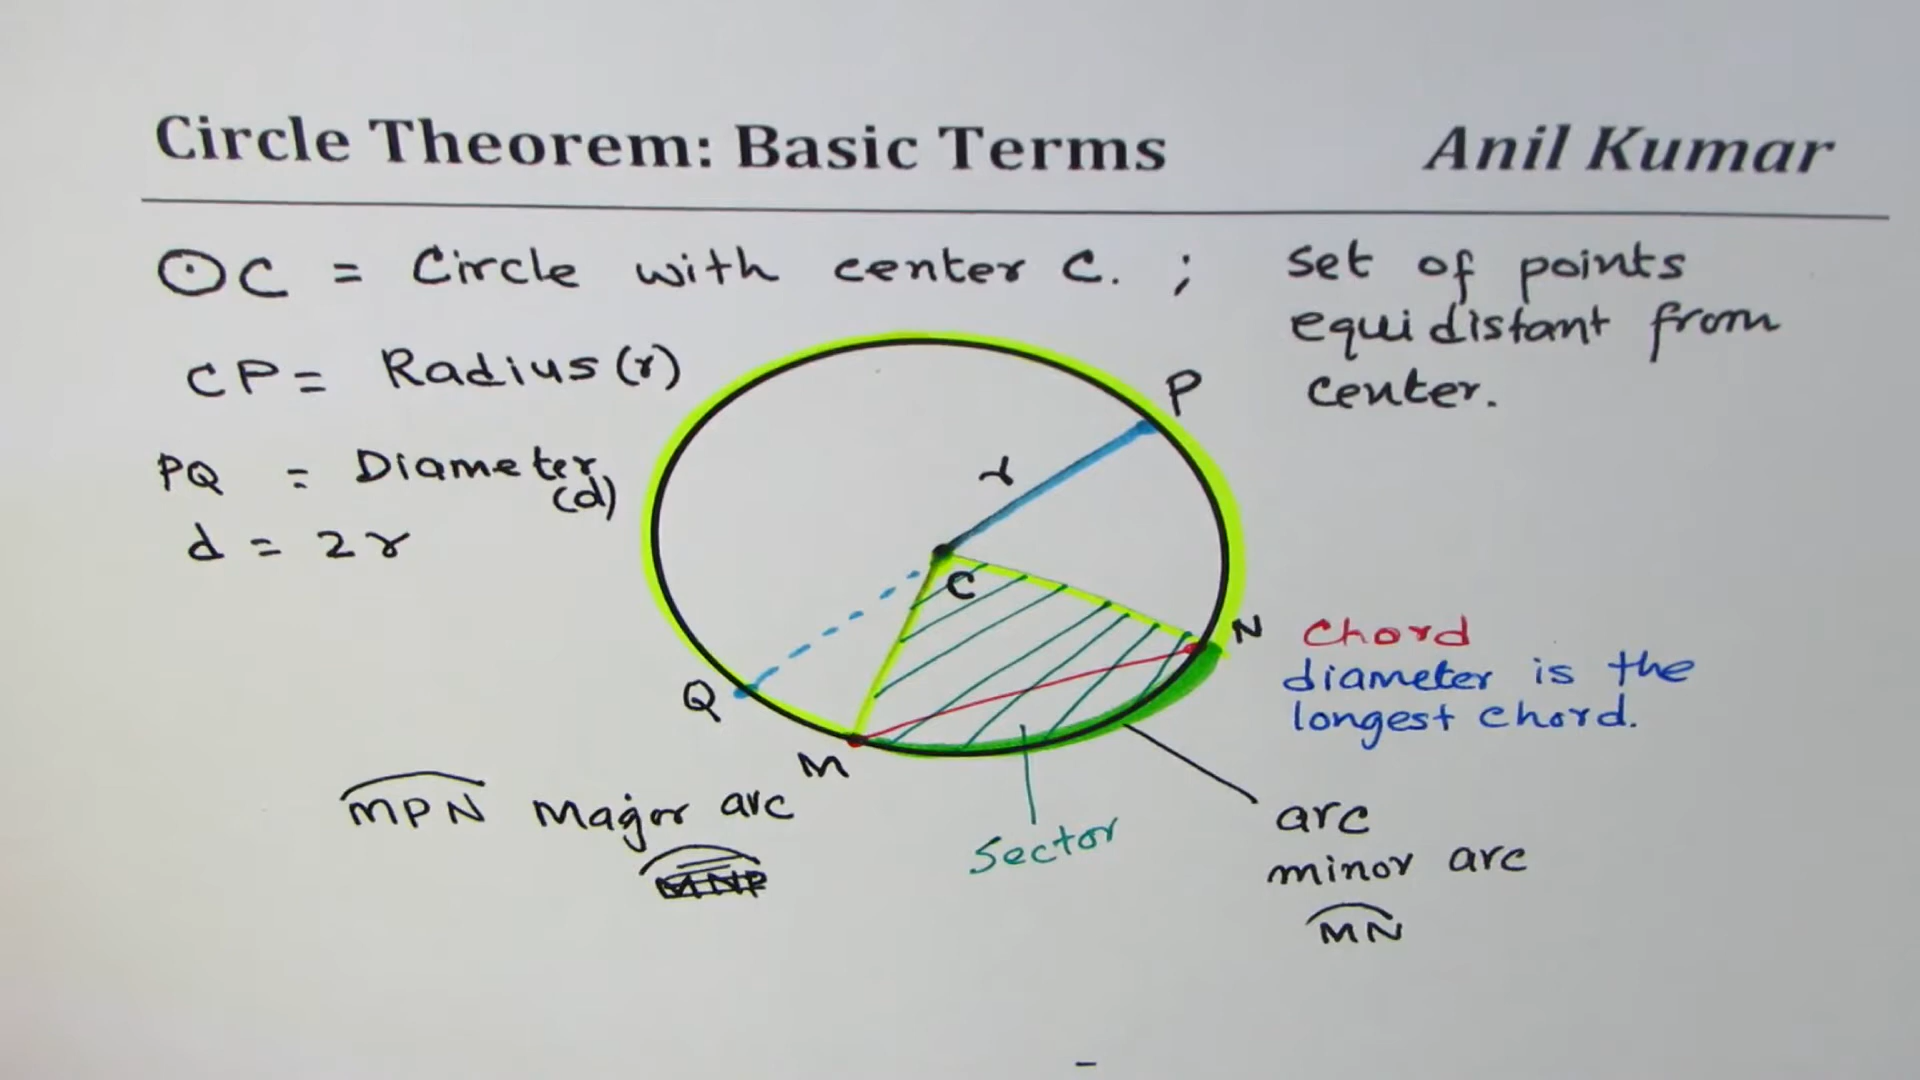 Circle Theorem: Basic Terms Anil Kumar
⊙C = Circle with center C. ; set of points
equidistant from
center.
CP = Radius (r)
PQ = Diameter
(d)
d = 2r
P
r
C
N
Q
M
Chord
diameter is the
longest chord.
MPN Major arc
Sector
arc
minor arc
MN